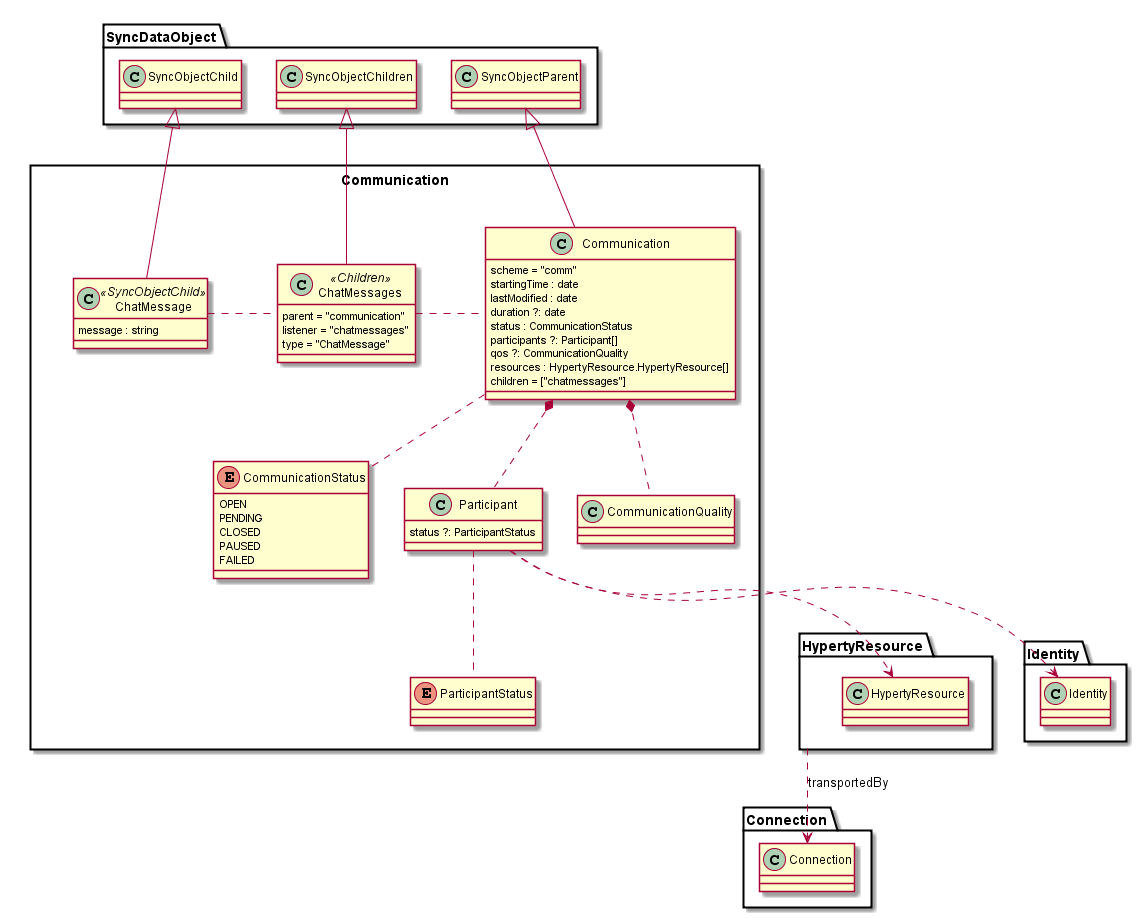 SyncDataObject
C SyncObjectChild
C SyncObjectChildren
C SyncObjectParent
Communication
C Communication
scheme = "comm"
startingTime : date
lastModified : date
duration ?: date
status : CommunicationStatus
participants ?: Participant[]
qos ?: CommunicationQuality
resources : HypertyResource.HypertyResource[]
children = ["chatmessages"]
C «SyncObjectChild»
ChatMessage
message : string
C «Children»
ChatMessages
parent = "communication"
listener = "chatmessages"
type = "ChatMessage"
E CommunicationStatus
OPEN
PENDING
CLOSED
PAUSED
FAILED
C Participant
status ?: ParticipantStatus
C CommunicationQuality
E ParticipantStatus
HypertyResource
C HypertyResource
Identity
C Identity
transportedBy
Connection
C Connection